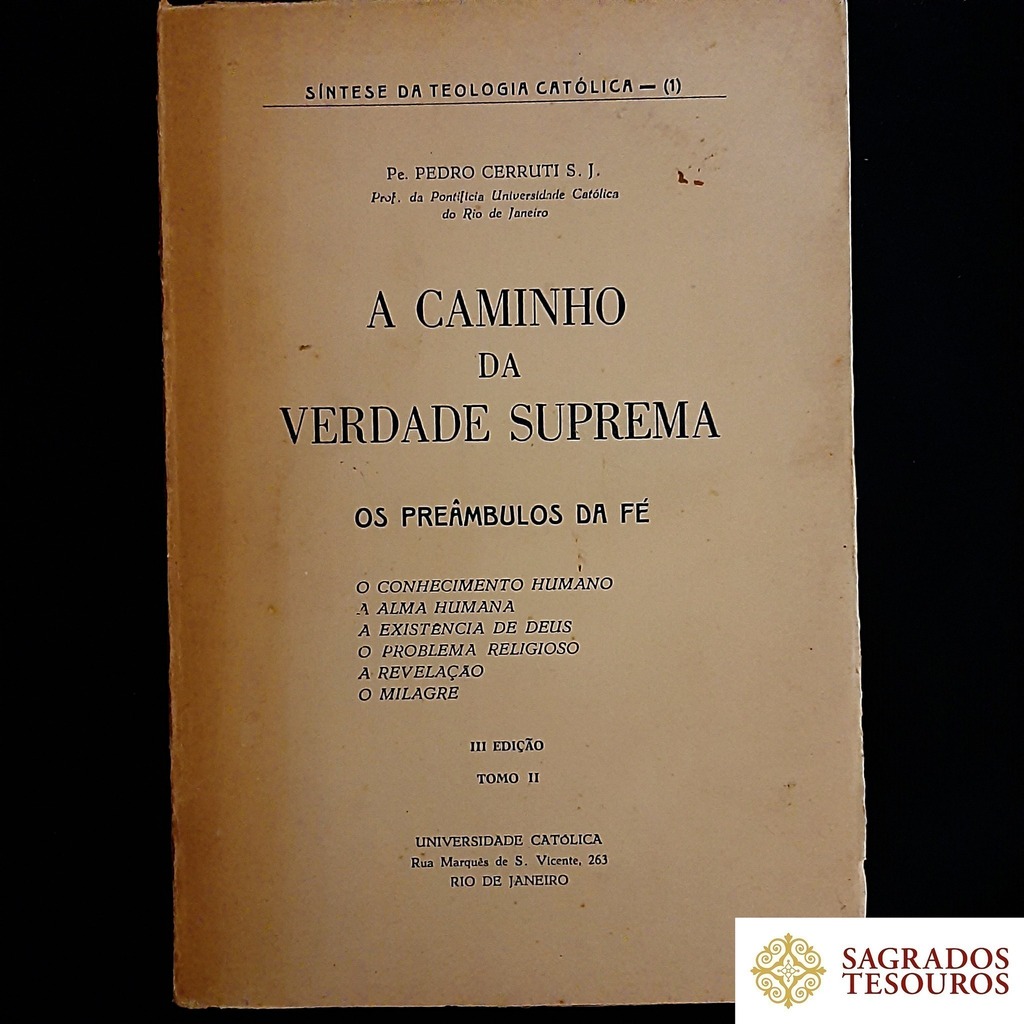 SÍNTESE DA TEOLOGIA CATÓLICA — (1)
Pe. PEDRO CERRUTI S. J.
Prof. da Pontifícia Universidade Católica
do Rio de Janeiro
A CAMINHO
DA
VERDADE SUPREMA
OS PREÂMBULOS DA FÉ
O CONHECIMENTO HUMANO
A ALMA HUMANA
A EXISTÊNCIA DE DEUS
O PROBLEMA RELIGIOSO
A REVELAÇÃO
O MILAGRE
III EDIÇÃO
TOMO II
UNIVERSIDADE CATÓLICA
Rua Marquês de S. Vicente, 263
RIO DE JANEIRO
SAGRADOS
TESOUROS